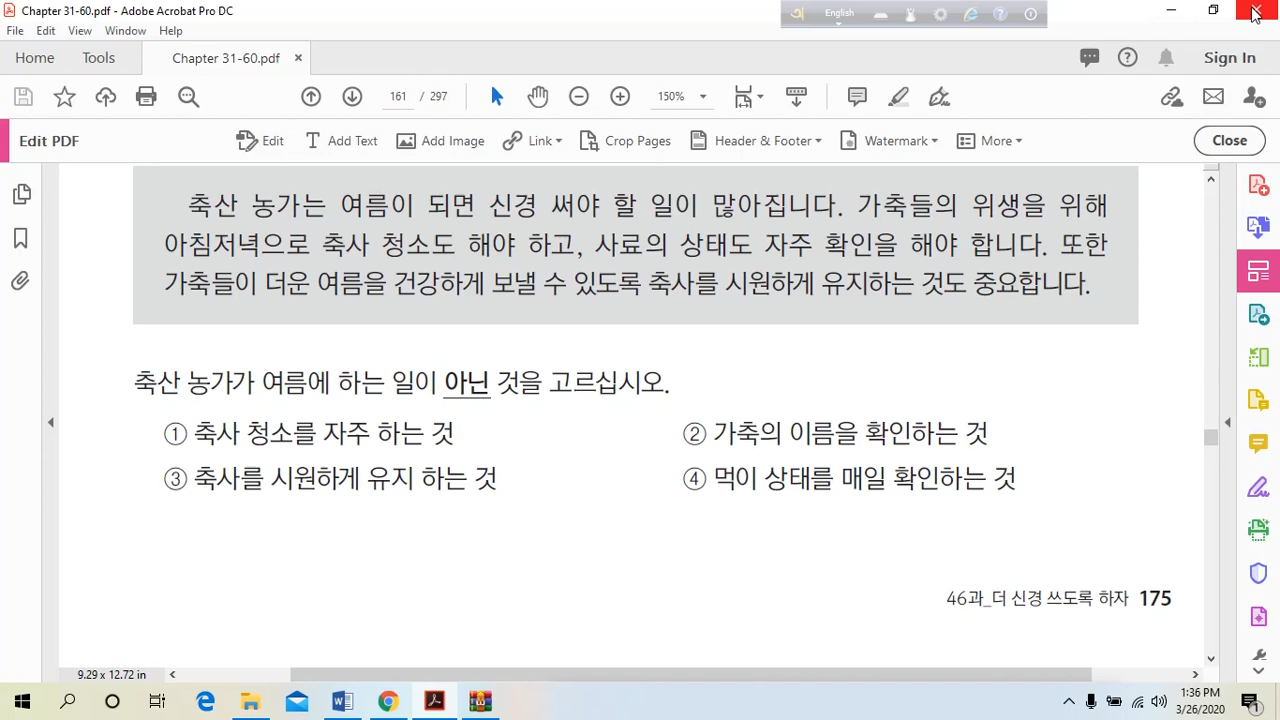 Chapter 31-60.pdf - Adobe Acrobat Pro DC
English
File Edit View Window Help
Home Tools Chapter 31-60.pdf × Sign In
161 / 297 150%
Edit PDF Edit Add Text Add Image Link Crop Pages Header & Footer Watermark More Close
축산 농가는 여름이 되면 신경 써야 할 일이 많아집니다. 가축들의 위생을 위해
아침저녁으로 축사 청소도 해야 하고, 사료의 상태도 자주 확인을 해야 합니다. 또한
가축들이 더운 여름을 건강하게 보낼 수 있도록 축사를 시원하게 유지하는 것도 중요합니다.
축산 농가가 여름에 하는 일이 아닌 것을 고르십시오.
① 축사 청소를 자주 하는 것 ② 가축의 이름을 확인하는 것
③ 축사를 시원하게 유지 하는 것 ④ 먹이 상태를 매일 확인하는 것
46과_더 신경 쓰도록 하자 175
9.29 x 12.72 in
1:36 PM
3/26/2020